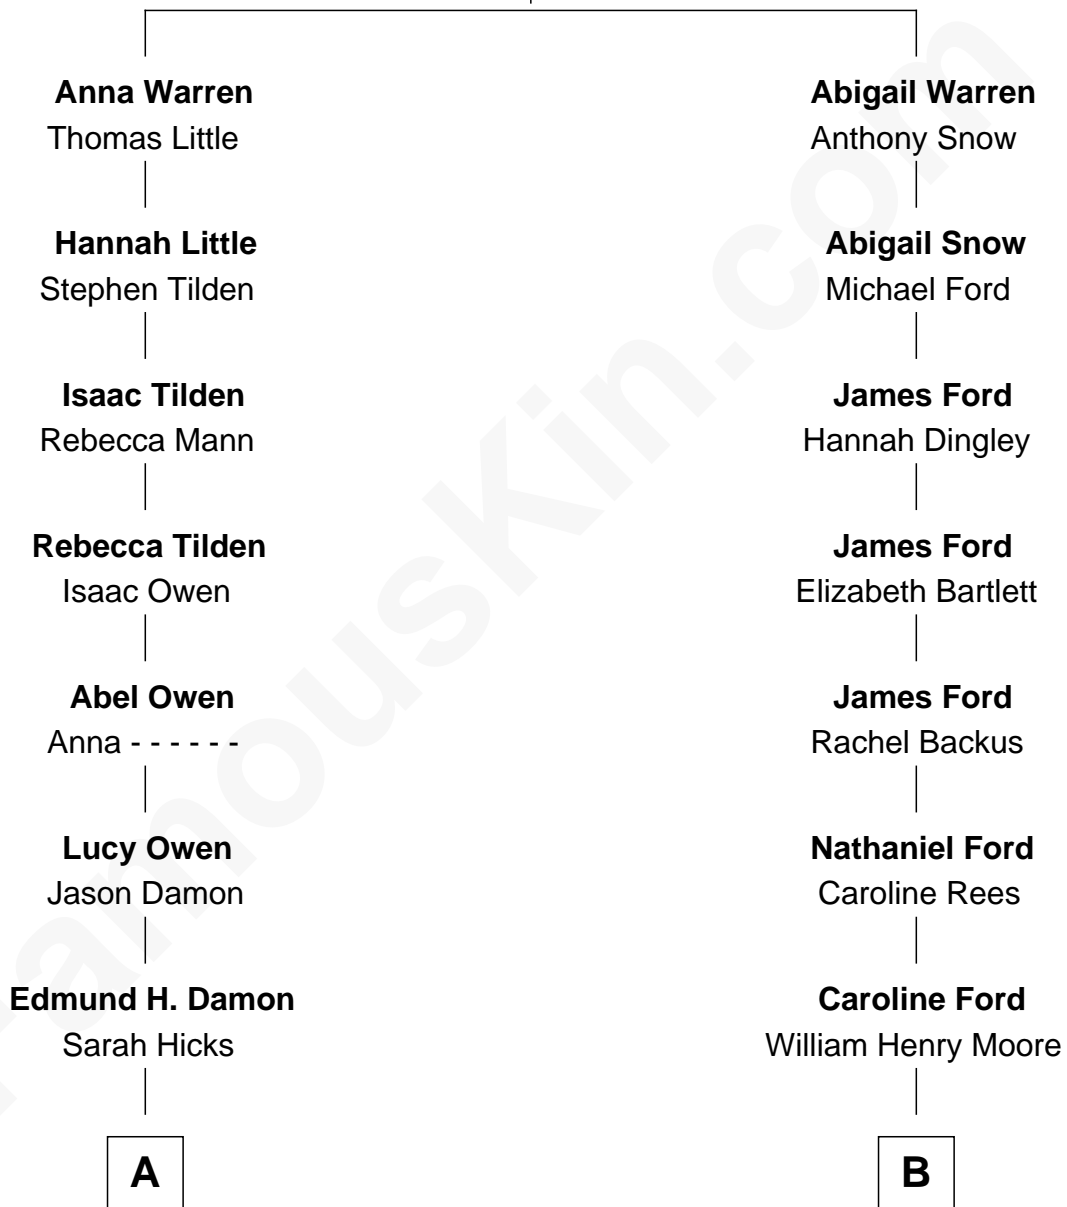 Anna Warren
Thomas Little
Hannah Little
Stephen Tilden
Isaac Tilden
Rebecca Mann
Rebecca Tilden
Isaac Owen
Abel Owen
Anna - - - - - -
Lucy Owen
Jason Damon
Edmund H. Damon
Sarah Hicks
A
Abigail Warren
Anthony Snow
Abigail Snow
Michael Ford
James Ford
Hannah Dingley
James Ford
Elizabeth Bartlett
James Ford
Rachel Backus
Nathaniel Ford
Caroline Rees
Caroline Ford
William Henry Moore
B
FamousKin.com